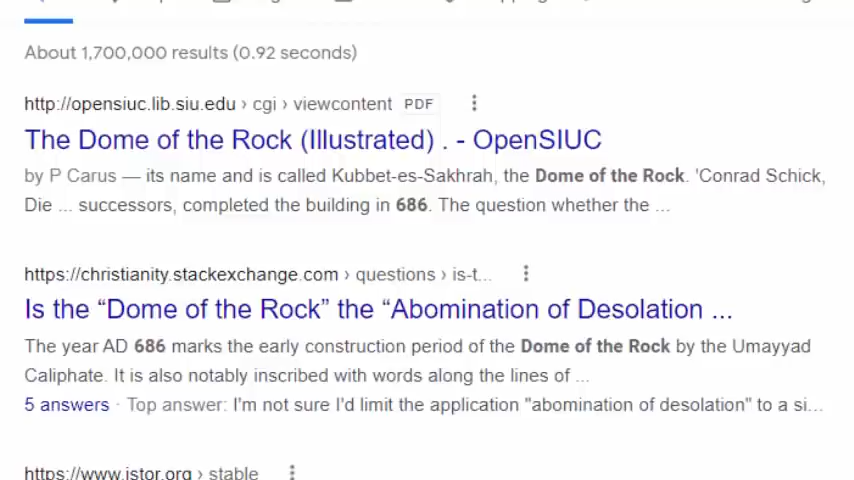 About 1,700,000 results (0.92 seconds)
http://opensiuc.lib.siu.edu › cgi › viewcontent PDF
The Dome of the Rock (Illustrated) . - OpenSIUC
by P Carus — its name and is called Kubbet-es-Sakhrah, the Dome of the Rock. 'Conrad Schick,
Die ... successors, completed the building in 686. The question whether the ...
https://christianity.stackexchange.com › questions › is-t...
Is the “Dome of the Rock” the “Abomination of Desolation ...
The year AD 686 marks the early construction period of the Dome of the Rock by the Umayyad
Caliphate. It is also notably inscribed with words along the lines of ...
5 answers · Top answer: I'm not sure I'd limit the application "abomination of desolation" to a si...
https://www.jstor.org › stable